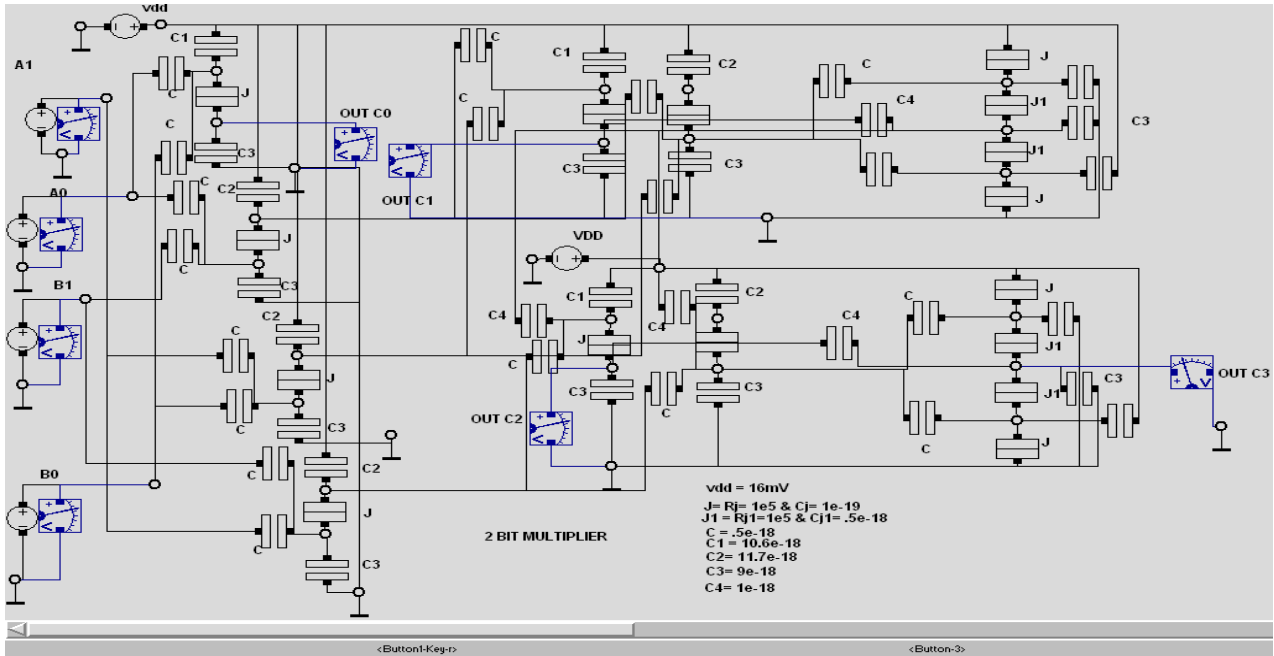 vdd
A1
C1
C
J
C
C3
OUT C0
C
C1
C2
C
C3
C3
OUT C1
C
J
C4
J1
C3
J1
J
A0
C
C2
J
C
C3
B1
VDD
C1
C2
C4
J
C4
C
C3
C3
OUT C2
C
C
J
C4
J1
C3
J1
C
J
OUT C3
C2
C
J
C
C3
B0
C
C2
J
C
C3
2 BIT MULTIPLIER
vdd = 16mV
J= Rj= 1e5 & Cj= 1e-19
J1 = Rj1=1e5 & Cj1= .5e-18
C = .5e-18
C1 = 10.6e-18
C2= 11.7e-18
C3= 9e-18
C4= 1e-18
<Button1-Key-r>
<Button-3>